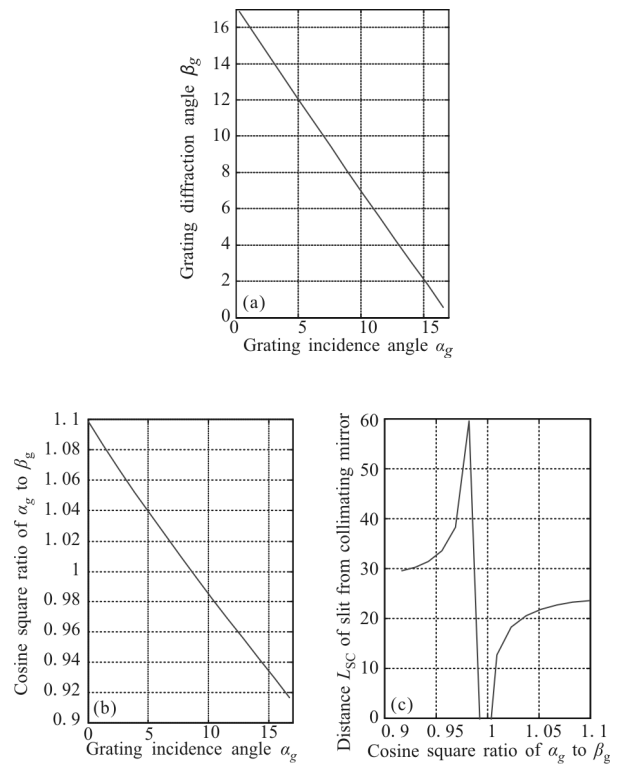 Grating diffraction angle βg
16
14
12
10
8
6
4
2
0
(a)
0 5 10 15
Grating incidence angle αg
Cosine square ratio of αg to βg
1.1
1.08
1.06
1.04
1.02
1
0.98
0.96
0.94
0.92
0.9
(b)
0 5 10 15
Grating incidence angle αg
Distance LSC of slit from collimating mirror
60
50
40
30
20
10
0
(c)
0.9 0.95 1 1.05 1.1
Cosine square ratio of αg to βg